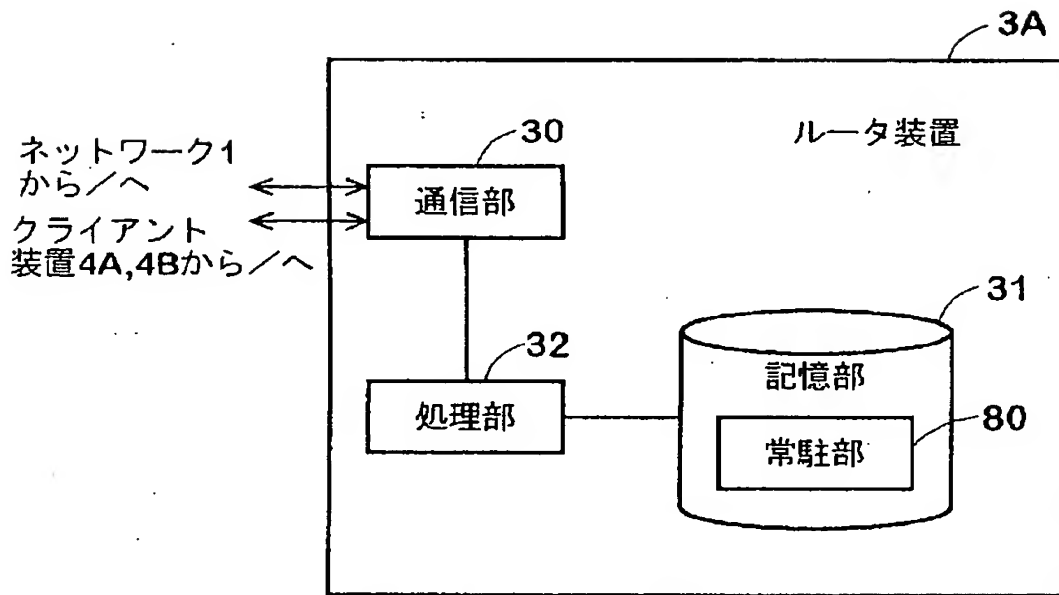 3A
ルータ装置
ネットワーク1
から/へ
クライアント
装置4A,4Bから/へ
30
通信部
31
記憶部
32
処理部
80
常駐部